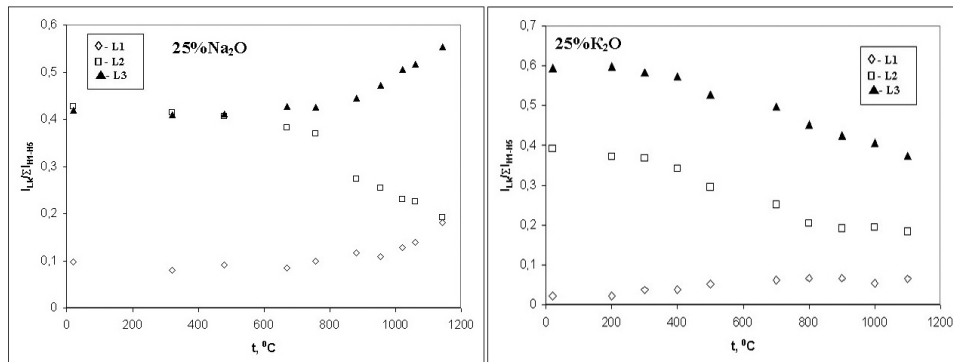 25%Na₂O
◇- L1
□- L2
▲- L3
I_Lk/ΣI_H1-H5
0,6
0,5
0,4
0,3
0,2
0,1
0
0 200 400 600 800 1000 1200
t, ⁰C
25%K₂O
◇- L1
□- L2
▲- L3
I_Lk/ΣI_H1-H5
0,7
0,6
0,5
0,4
0,3
0,2
0,1
0
0 200 400 600 800 1000 1200
t, ⁰C